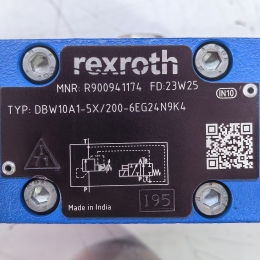 rexroth
MNR: R900941174 FD:23W25
TYP: DBW10A1-5X/200-6EG24N9K4
IN10
Made in India
195